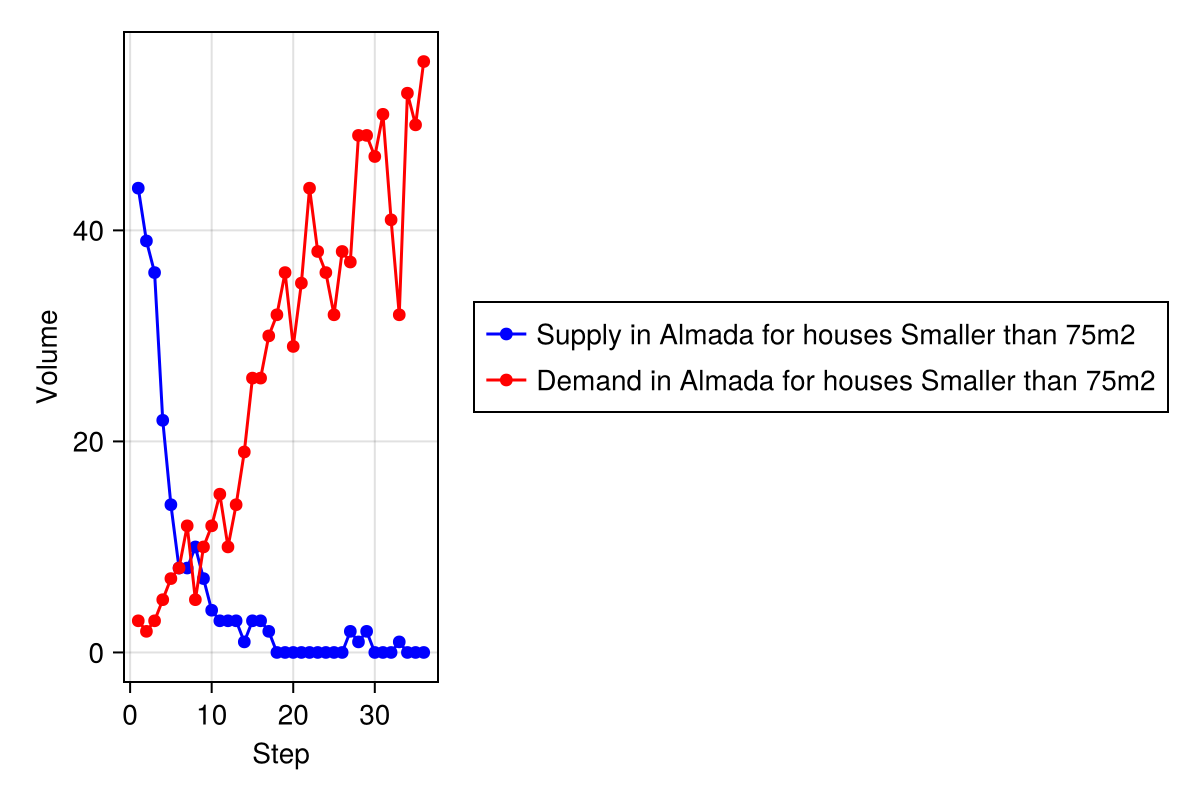 Volume
40
20
0
0 10 20 30
Step
Supply in Almada for houses Smaller than 75m2
Demand in Almada for houses Smaller than 75m2